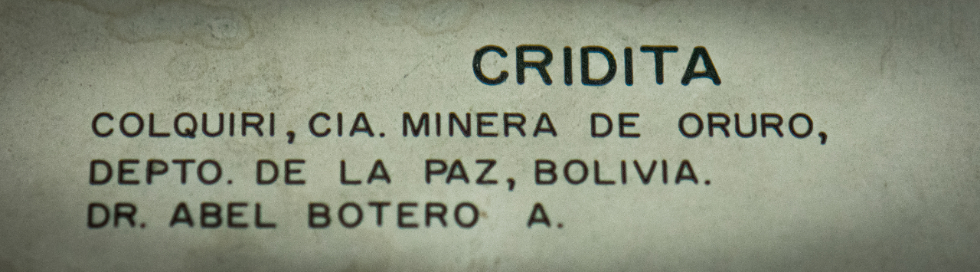 CRIDITA
COLQUIRI, CIA. MINERA DE ORURO,
DEPTO. DE LA PAZ, BOLIVIA.
DR. ABEL BOTERO A.